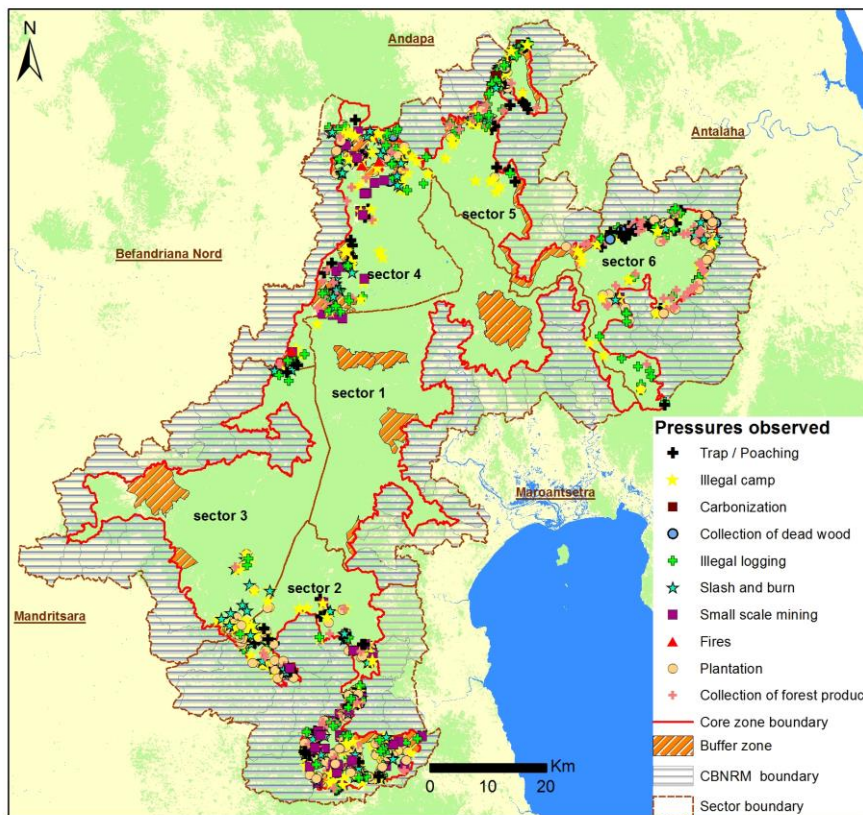 N
Andapa
Antalaha
sector 5
Befandriana Nord
sector 6
sector 4
sector 1
Maroantsetra
sector 3
sector 2
Mandritsara
Pressures observed
Trap / Poaching
Illegal camp
Carbonization
Collection of dead wood
Illegal logging
Slash and burn
Small scale mining
Fires
Plantation
Collection of forest produc
Core zone boundary
Buffer zone
CBNRM boundary
Sector boundary
Km
0 10 20